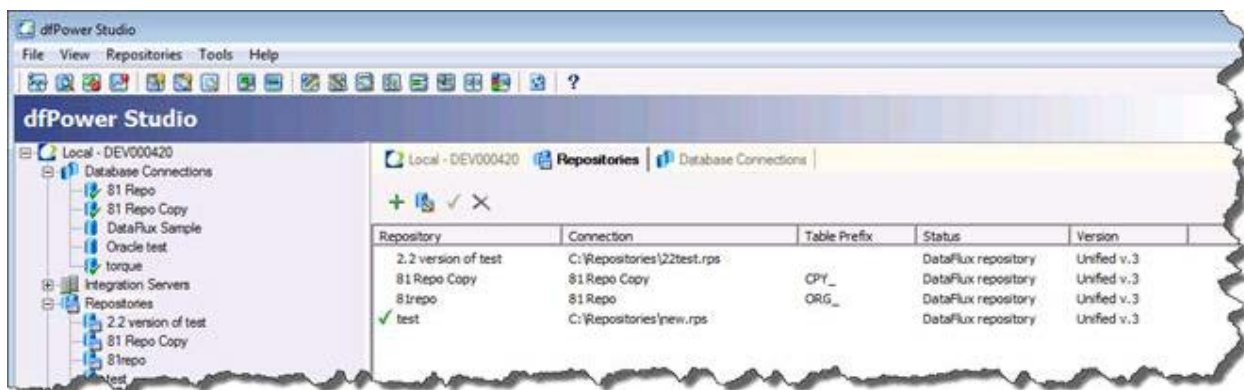 dfPower Studio
File View Repositories Tools Help
?
dfPower Studio
Local - DEV000420
Database Connections
81 Repo
81 Repo Copy
DataFlux Sample
Oracle test
torque
Integration Servers
Repositories
2.2 version of test
81 Repo Copy
81repo
test
Local - DEV000420 Repositories Database Connections
Repository Connection Table Prefix Status Version
2.2 version of test C:\Repositories\22test.rps DataFlux repository Unified v.3
81 Repo Copy 81 Repo Copy CPY_ DataFlux repository Unified v.3
81repo 81 Repo ORG_ DataFlux repository Unified v.3
test C:\Repositories\new.rps DataFlux repository Unified v.3